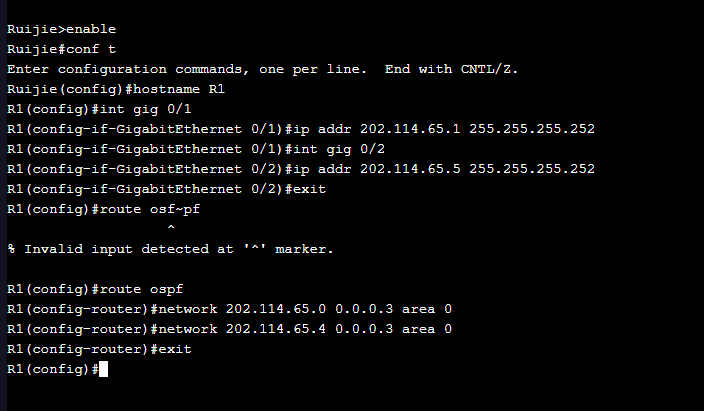 Ruijie>enable
Ruijie#conf t
Enter configuration commands, one per line.  End with CNTL/Z.
Ruijie(config)#hostname R1
R1(config)#int gig 0/1
R1(config-if-GigabitEthernet 0/1)#ip addr 202.114.65.1 255.255.255.252
R1(config-if-GigabitEthernet 0/1)#int gig 0/2
R1(config-if-GigabitEthernet 0/2)#ip addr 202.114.65.5 255.255.255.252
R1(config-if-GigabitEthernet 0/2)#exit
R1(config)#route osf~pf
^
% Invalid input detected at '^' marker.
R1(config)#route ospf
R1(config-router)#network 202.114.65.0 0.0.0.3 area 0
R1(config-router)#network 202.114.65.4 0.0.0.3 area 0
R1(config-router)#exit
R1(config)#